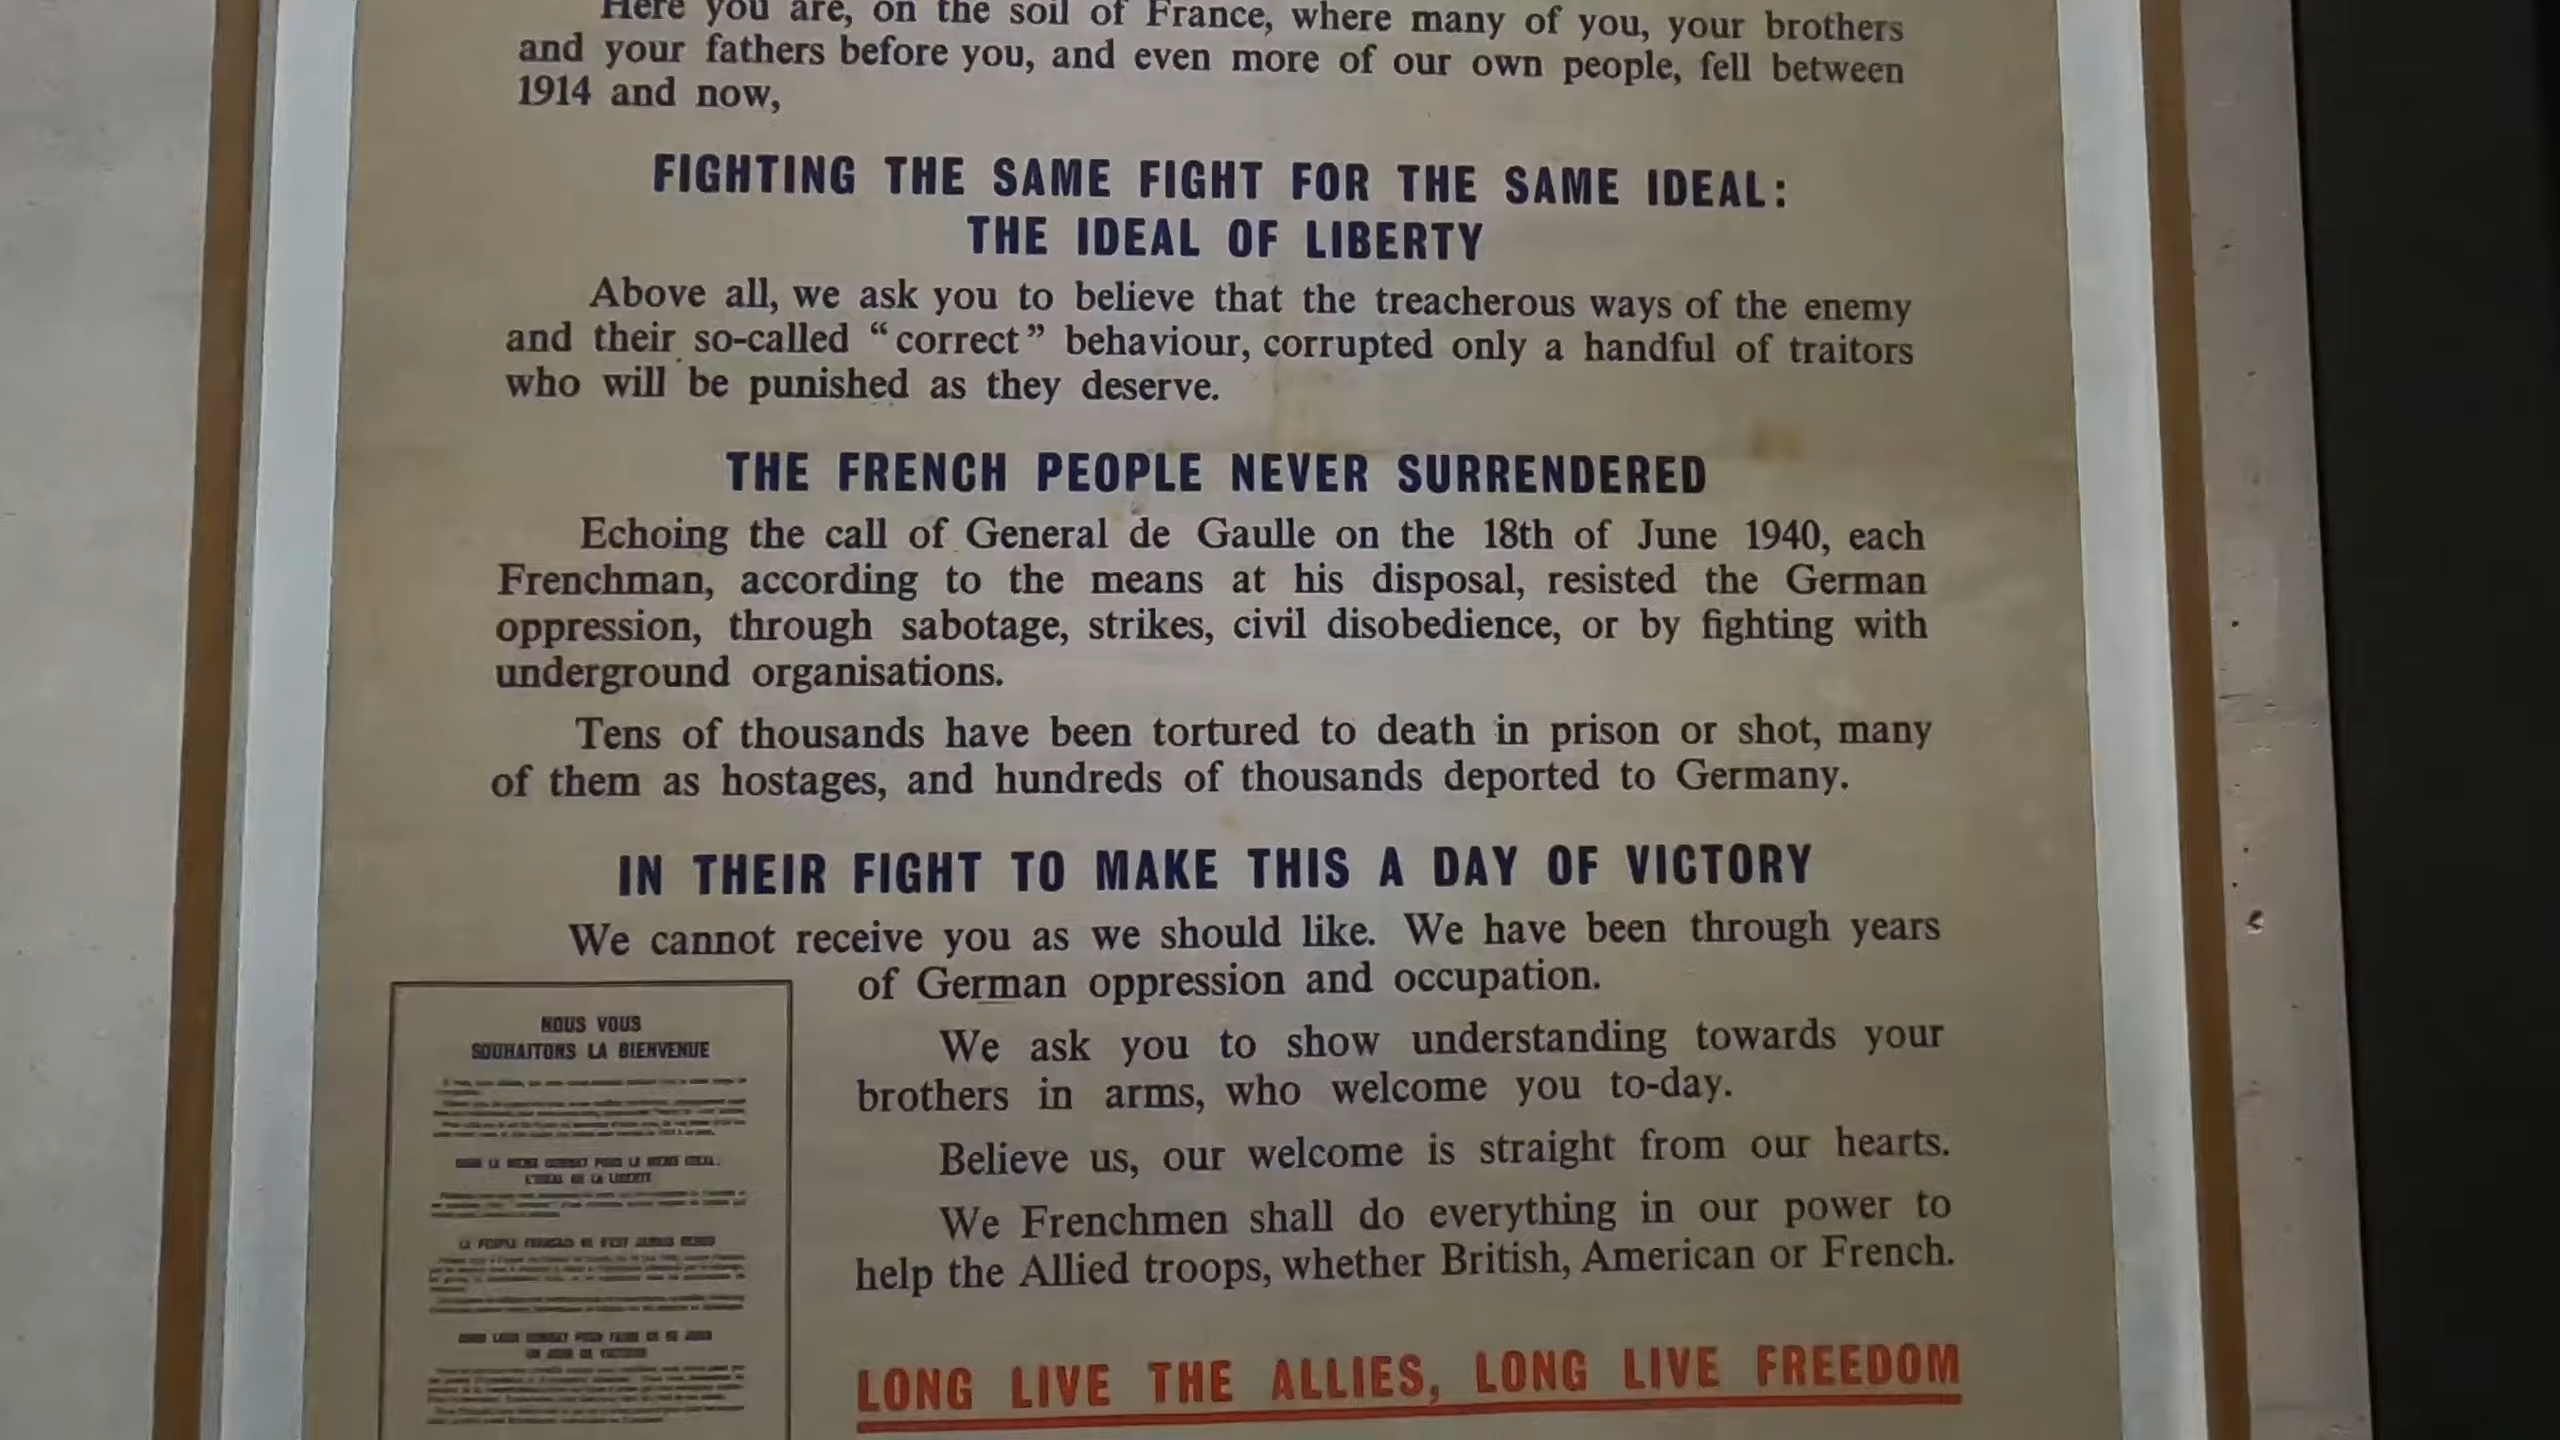 Here you are, on the soil of France, where many of you, your brothers
and your fathers before you, and even more of our own people, fell between
1914 and now,
FIGHTING THE SAME FIGHT FOR THE SAME IDEAL:
THE IDEAL OF LIBERTY
Above all, we ask you to believe that the treacherous ways of the enemy
and their so-called “correct” behaviour, corrupted only a handful of traitors
who will be punished as they deserve.
THE FRENCH PEOPLE NEVER SURRENDERED
Echoing the call of General de Gaulle on the 18th of June 1940, each
Frenchman, according to the means at his disposal, resisted the German
oppression, through sabotage, strikes, civil disobedience, or by fighting with
underground organisations.
Tens of thousands have been tortured to death in prison or shot, many
of them as hostages, and hundreds of thousands deported to Germany.
IN THEIR FIGHT TO MAKE THIS A DAY OF VICTORY
We cannot receive you as we should like. We have been through years
of German oppression and occupation.
We ask you to show understanding towards your
brothers in arms, who welcome you to-day.
Believe us, our welcome is straight from our hearts.
We Frenchmen shall do everything in our power to
help the Allied troops, whether British, American or French.
LONG LIVE THE ALLIES, LONG LIVE FREEDOM
NOUS VOUS
SOUHAITONS LA BIENVENUE